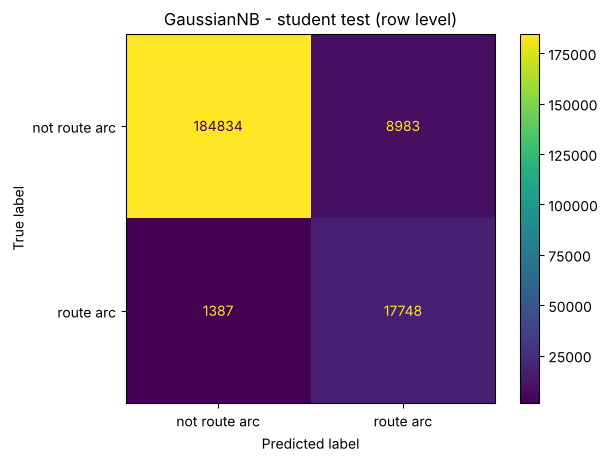 GaussianNB - student test (row level)
175000
150000
125000
100000
75000
50000
25000
True label
not route arc
184834
8983
route arc
1387
17748
not route arc
route arc
Predicted label